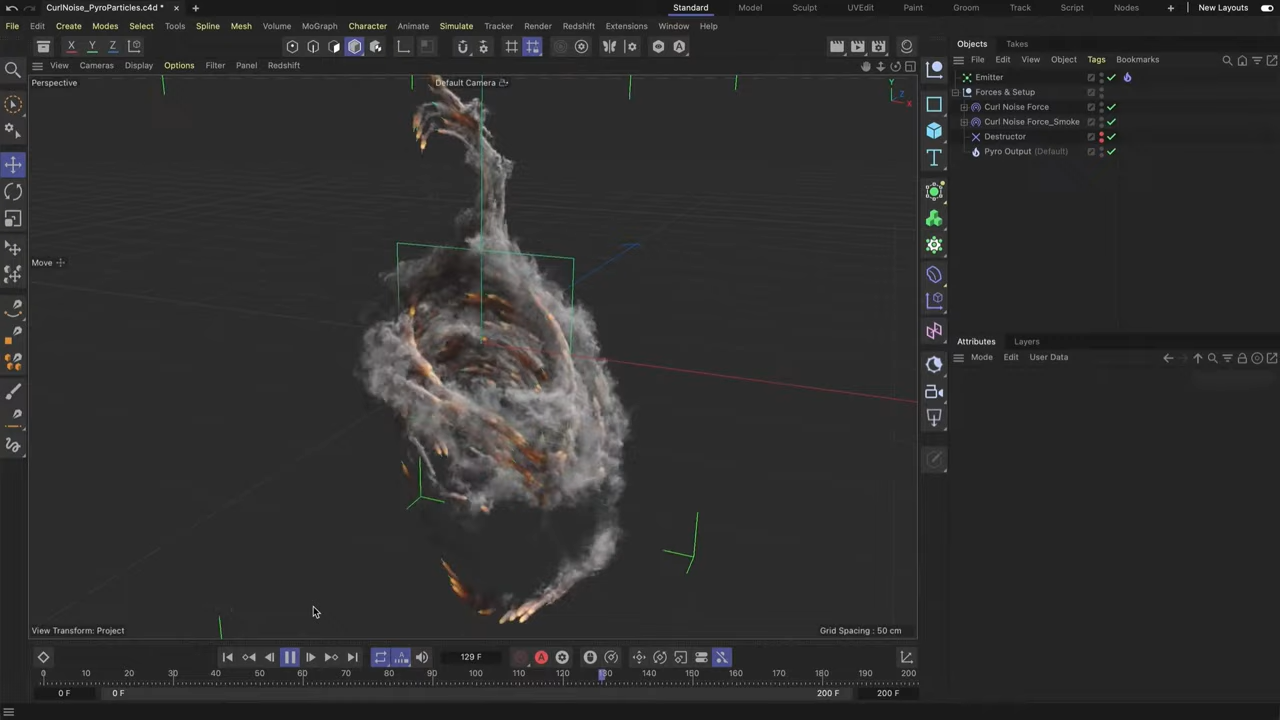 CurlNoise_PyroParticles.c4d *
Standard Model Sculpt UVEdit Paint Groom Track Script Nodes New Layouts
File Edit Create Modes Select Tools Spline Mesh Volume MoGraph Character Animate Simulate Tracker Render Redshift Extensions Window Help
X Y Z
View Cameras Display Options Filter Panel Redshift
Perspective
Default Camera
Y
Z
X
Move
View Transform: Project
Grid Spacing : 50 cm
Objects Takes
File Edit View Object Tags Bookmarks
Emitter
Forces & Setup
Curl Noise Force
Curl Noise Force_Smoke
Destructor
Pyro Output (Default)
Attributes Layers
Mode Edit User Data
129 F
0 10 20 30 40 50 60 70 80 90 100 110 120 130 140 150 160 170 180 190 200
0 F 0 F 200 F 200 F